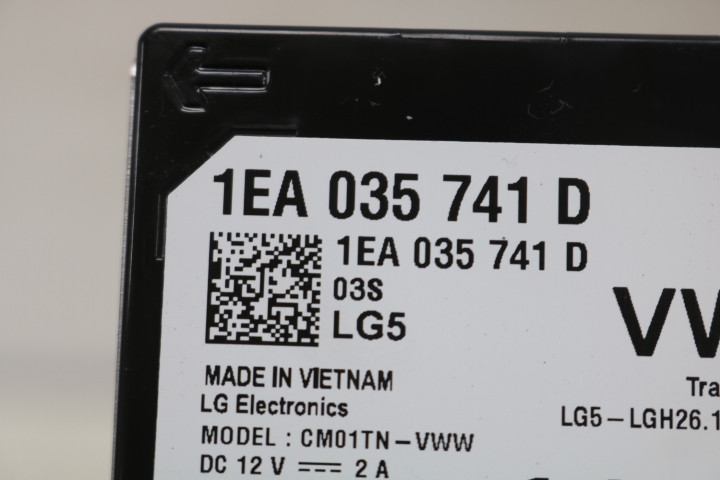 1EA 035 741 D
1EA 035 741 D
03S
LG5
VW
Tra
MADE IN VIETNAM
LG Electronics
LG5-LGH26.1
MODEL : CM01TN-VWW
DC 12 V ⎓ 2 A